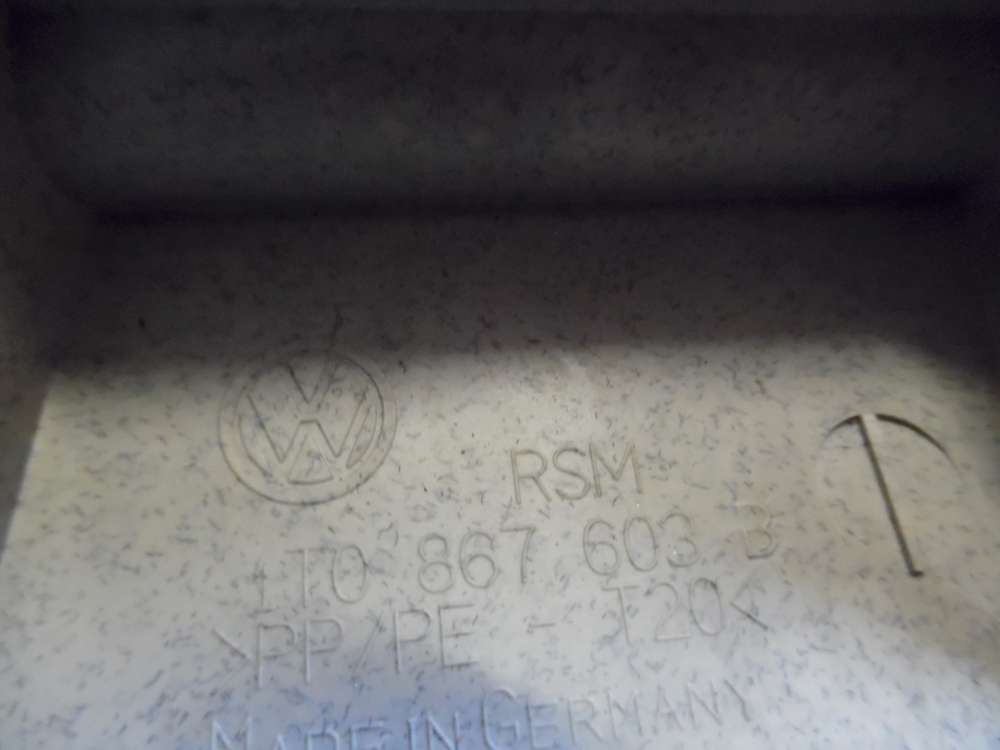 RSM
1T0 867 603 B
>PP/PE - T20<
MADE IN GERMANY